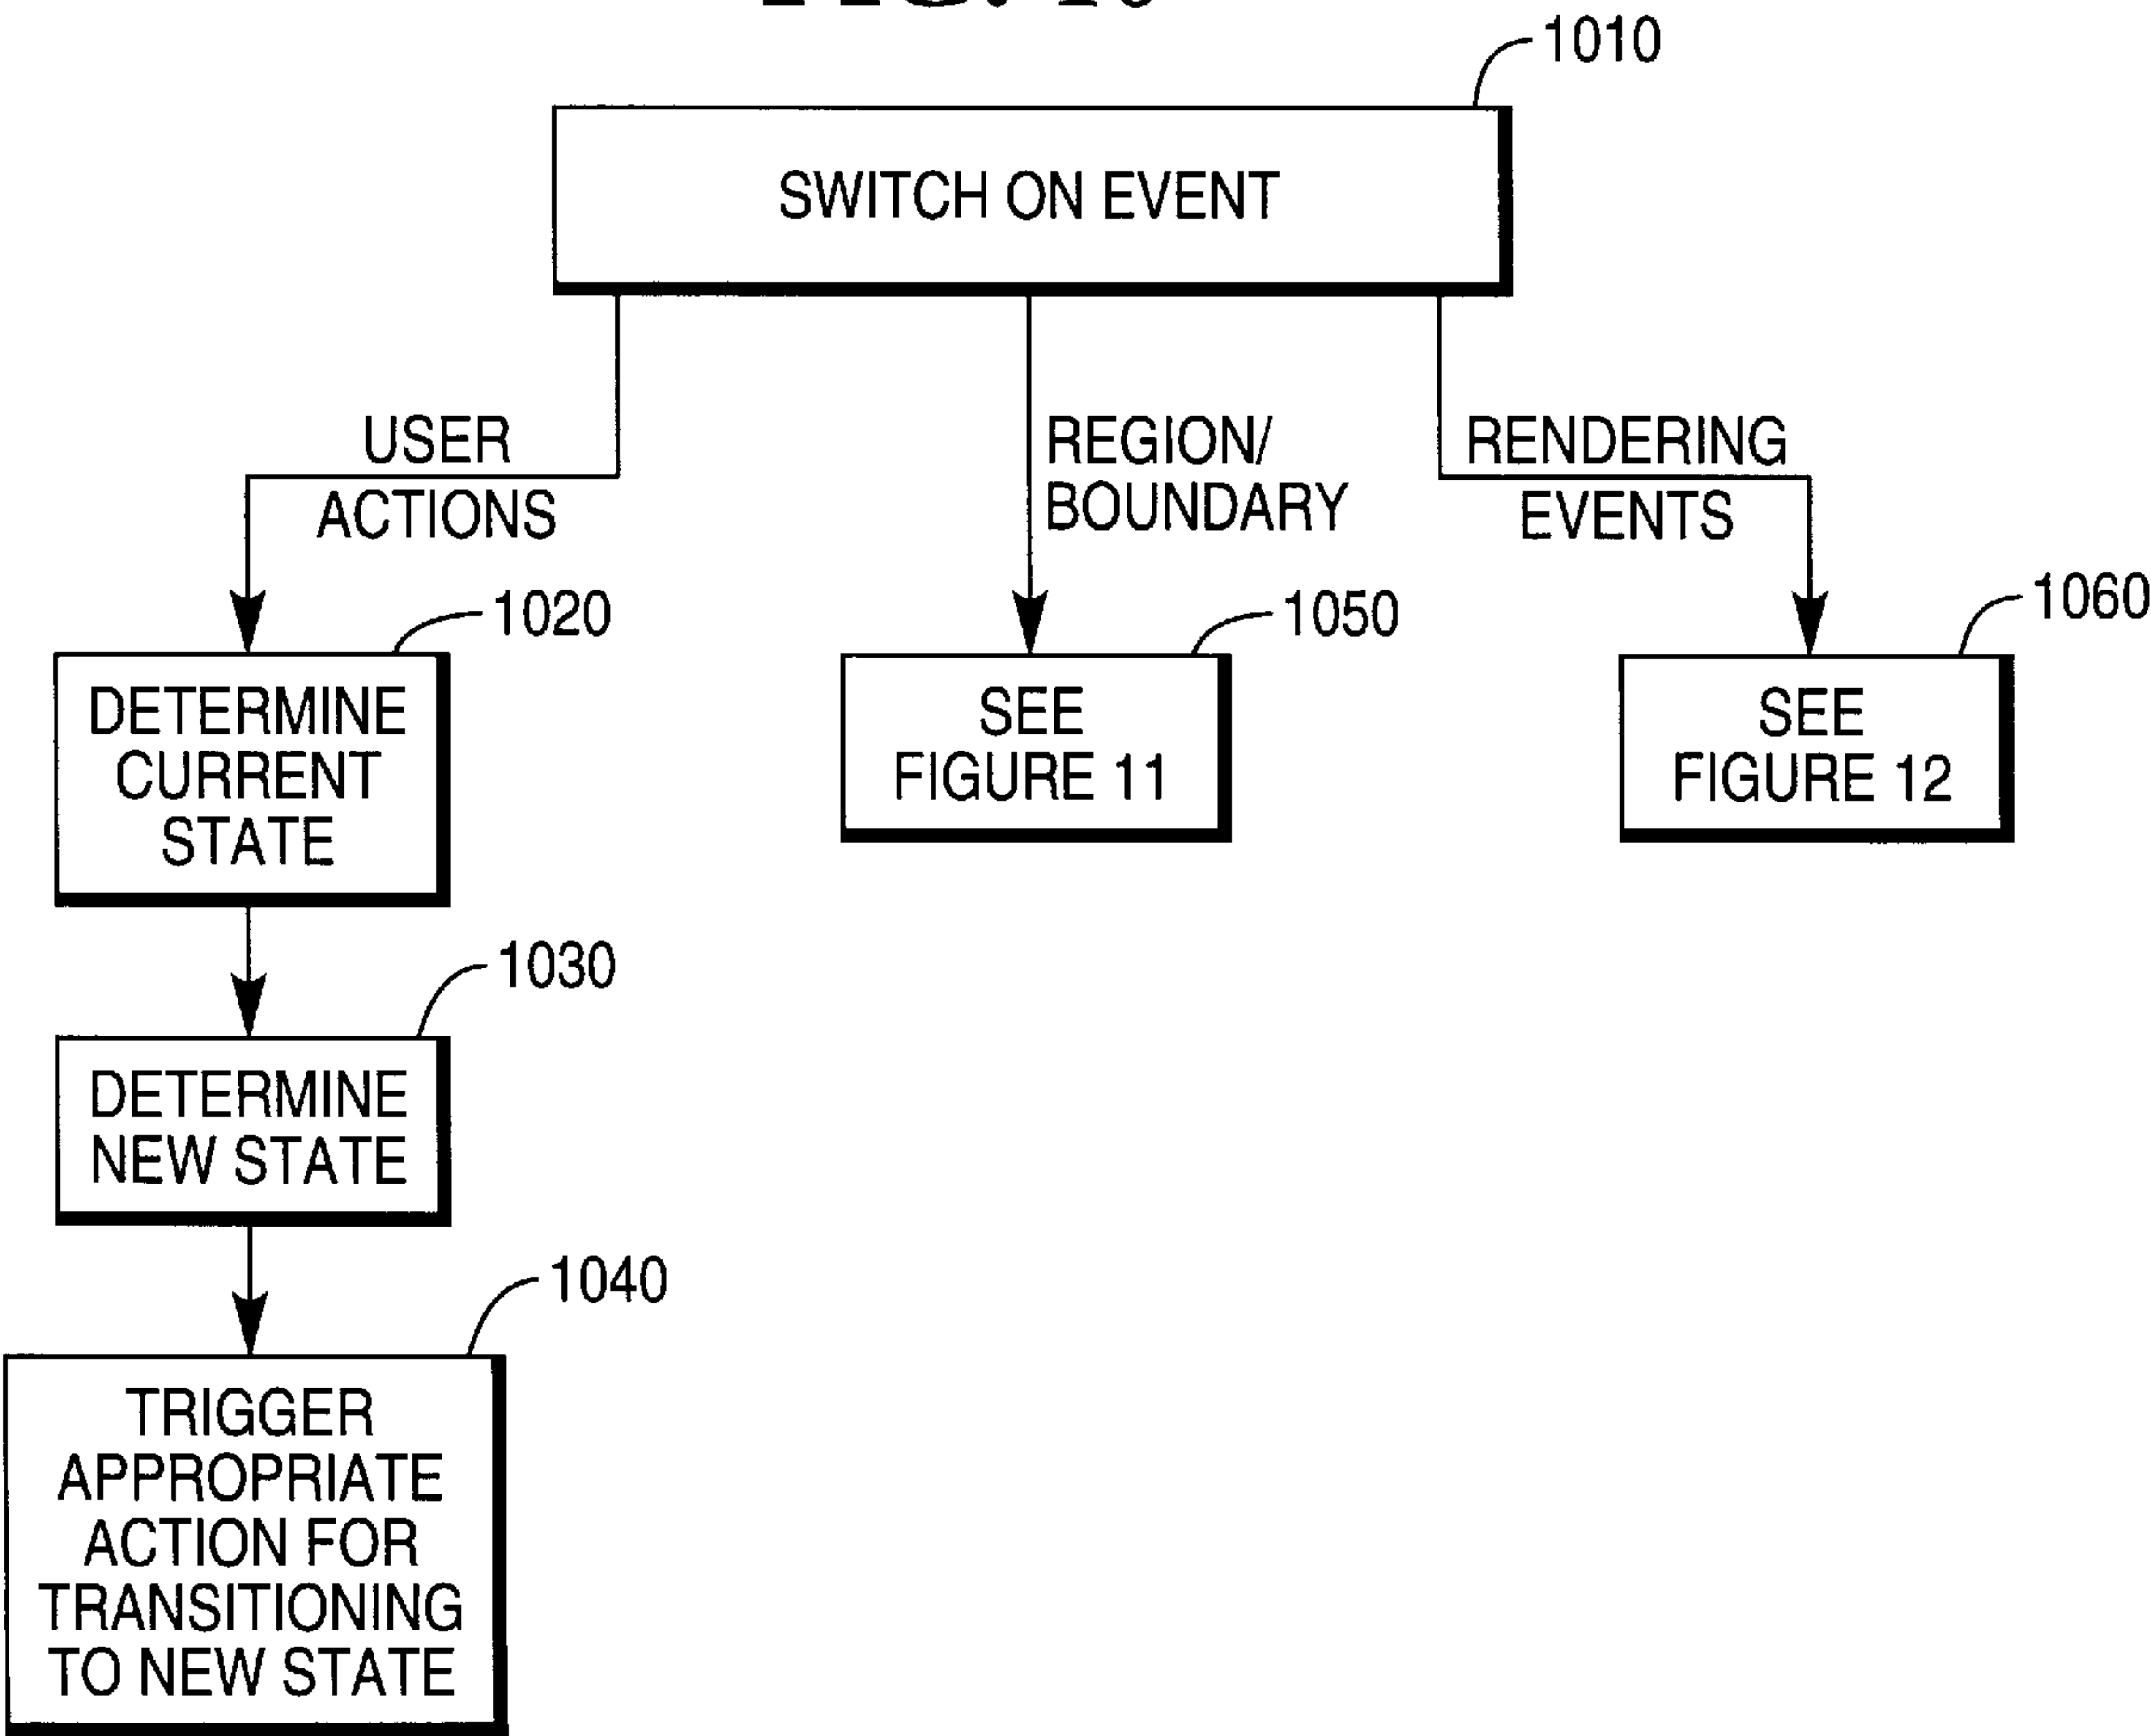 1010
SWITCH ON EVENT
USER
ACTIONS
REGION/
BOUNDARY
RENDERING
EVENTS
1020
DETERMINE
CURRENT
STATE
1050
SEE
FIGURE 11
1060
SEE
FIGURE 12
1030
DETERMINE
NEW STATE
1040
TRIGGER
APPROPRIATE
ACTION FOR
TRANSITIONING
TO NEW STATE